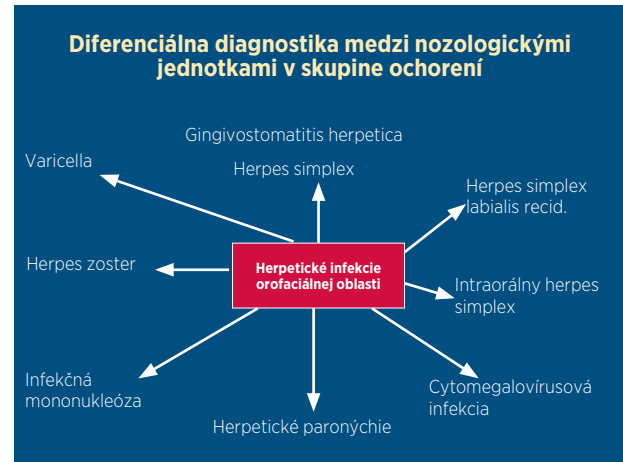 Diferenciálna diagnostika medzi nozologickými
jednotkami v skupine ochorení
Gingivostomatitis herpetica
Herpes simplex
Varicella
Herpes simplex
labialis recid.
Herpes zoster
Herpetické infekcie
orofaciálnej oblasti
Intraorálny herpes
simplex
Infekčná
mononukleóza
Cytomegalovírusová
infekcia
Herpetické paronýchie